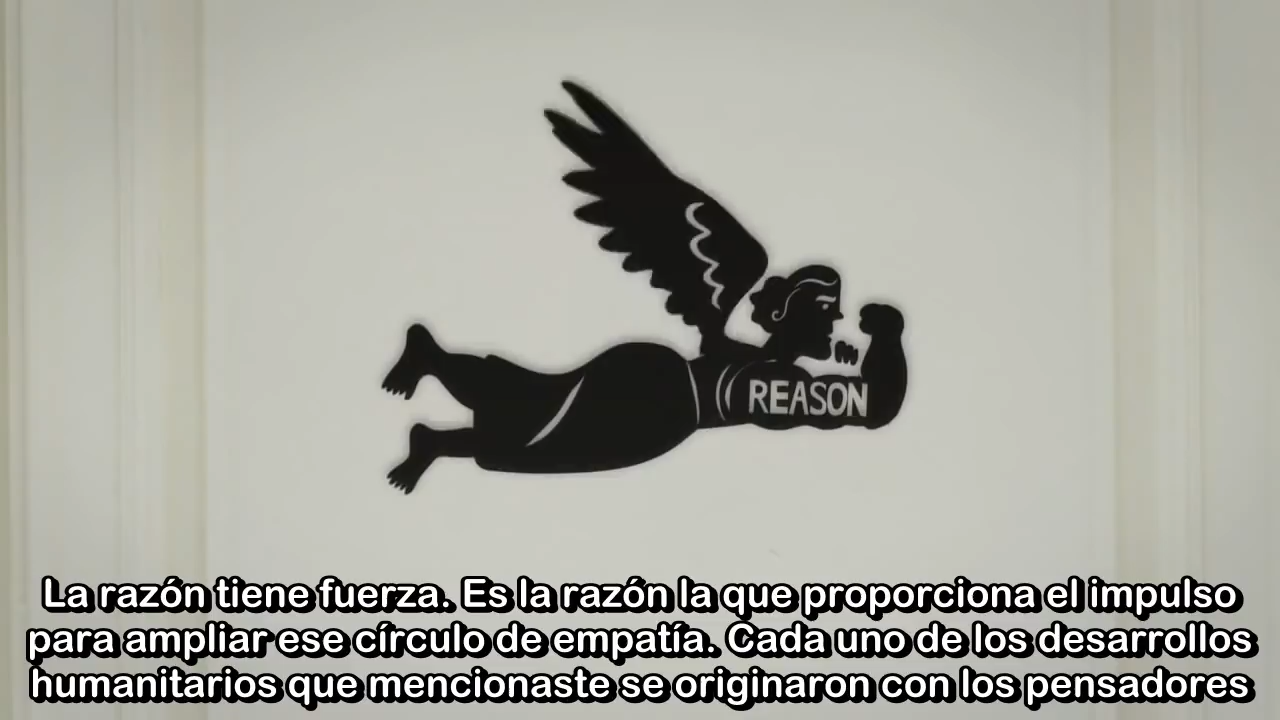 REASON
La razón tiene fuerza. Es la razón la que proporciona el impulso
para ampliar ese círculo de empatía. Cada uno de los desarrollos
humanitarios que mencionaste se originaron con los pensadores